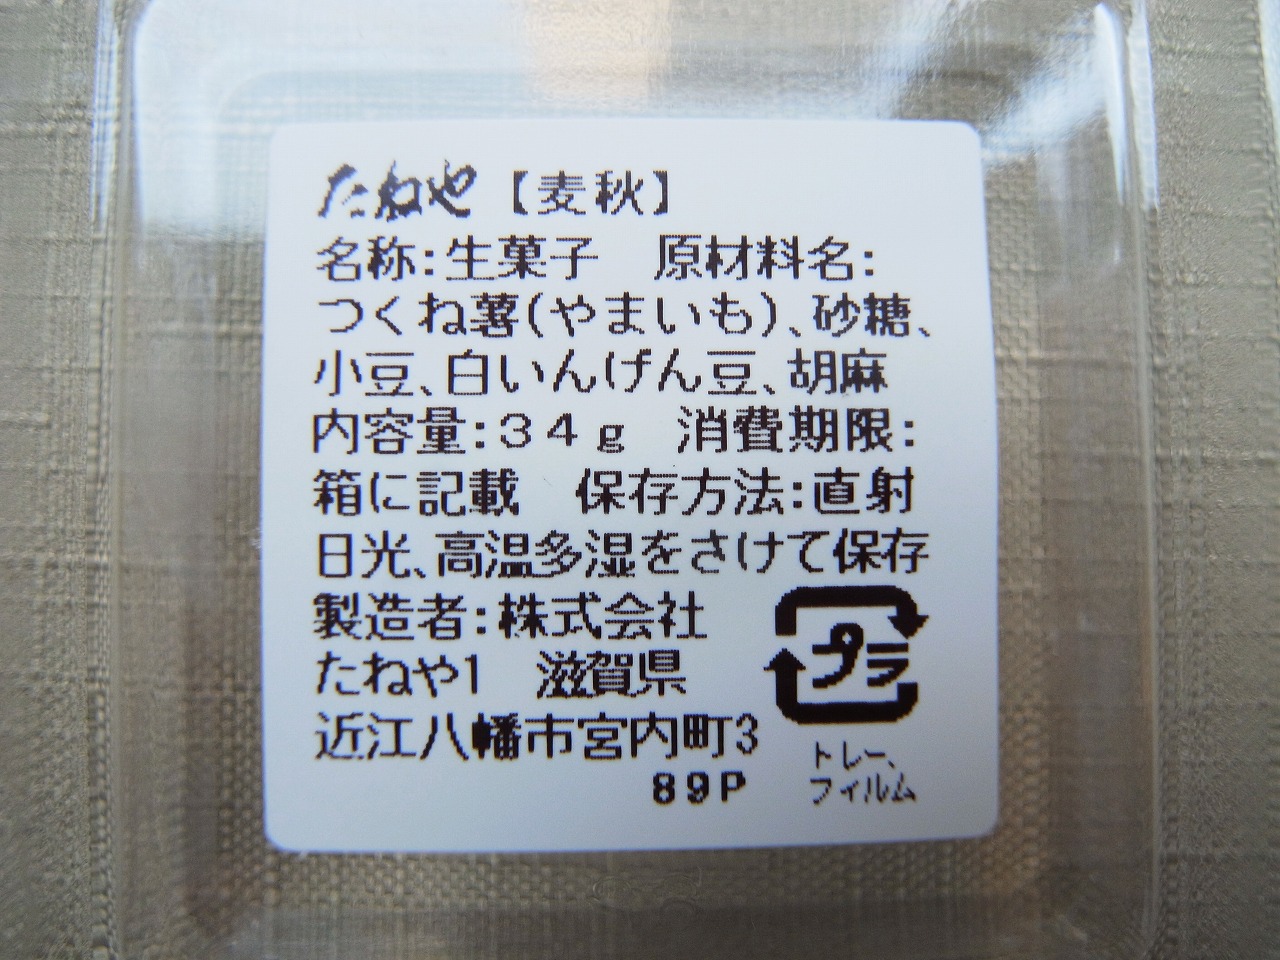 たねや【麦秋】
名称:生菓子　原材料名:
つくね薯(やまいも)、砂糖、
小豆、白いんげん豆、胡麻
内容量:３４ｇ　消費期限:
箱に記載　保存方法:直射
日光、高温多湿をさけて保存
製造者:株式会社
たねや1　滋賀県
近江八幡市宮内町3
89P
プラ
トレー、
フィルム